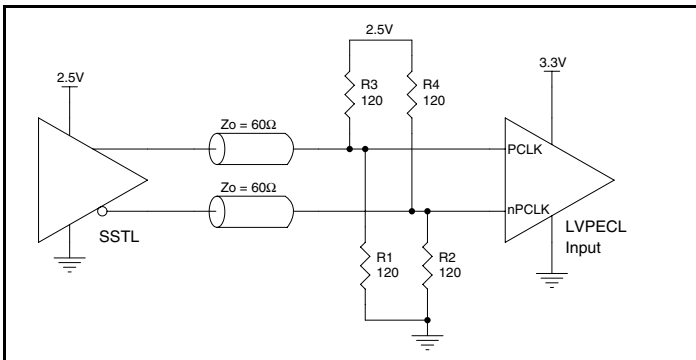 2.5V
2.5V
3.3V
R3
120
R4
120
Zo = 60Ω
PCLK
Zo = 60Ω
nPCLK
SSTL
LVPECL
Input
R1
120
R2
120